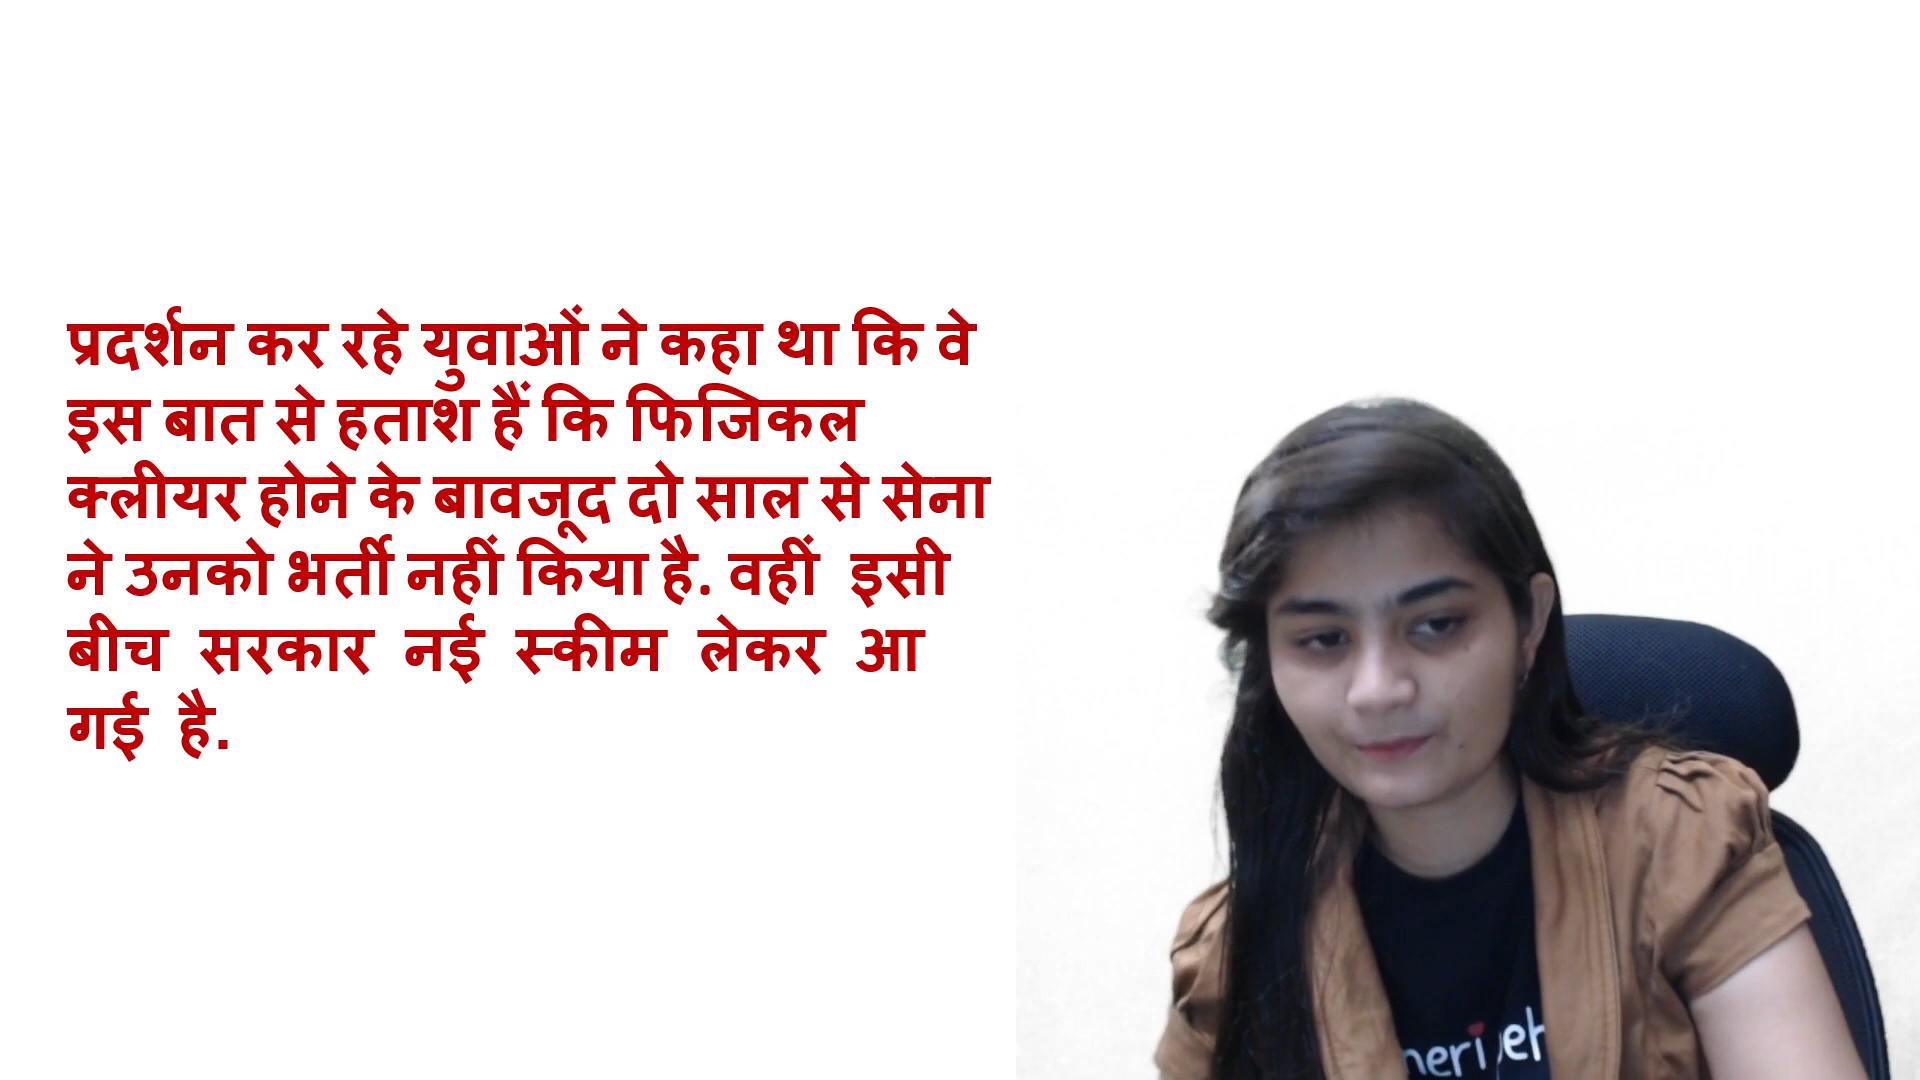 प्रदर्शन कर रहे युवाओं ने कहा था कि वे
इस बात से हताश हैं कि फिजिकल
क्लीयर होने के बावजूद दो साल से सेना
ने उनको भर्ती नहीं किया है. वहीं इसी
बीच सरकार नई स्कीम लेकर आ
गई है.